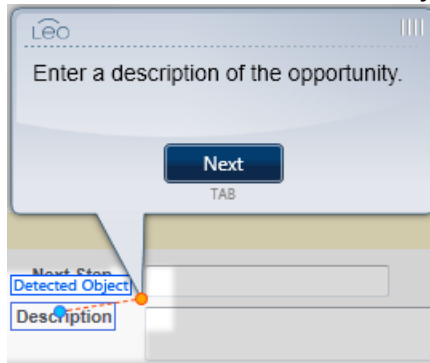 Leo
Enter a description of the opportunity.
Next
TAB
Next Step
Detected Object
Description